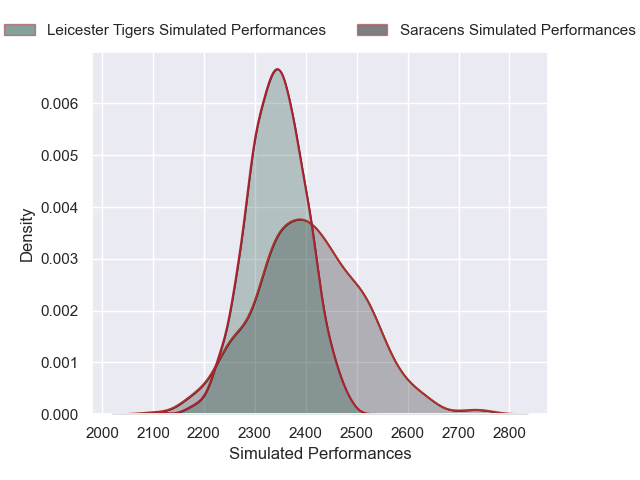 Leicester Tigers Simulated Performances Saracens Simulated Performances
0.006
0.005
0.004
0.003
0.002
0.001
0.000
Density
2000 2100 2200 2300 2400 2500 2600 2700 2800
Simulated Performances